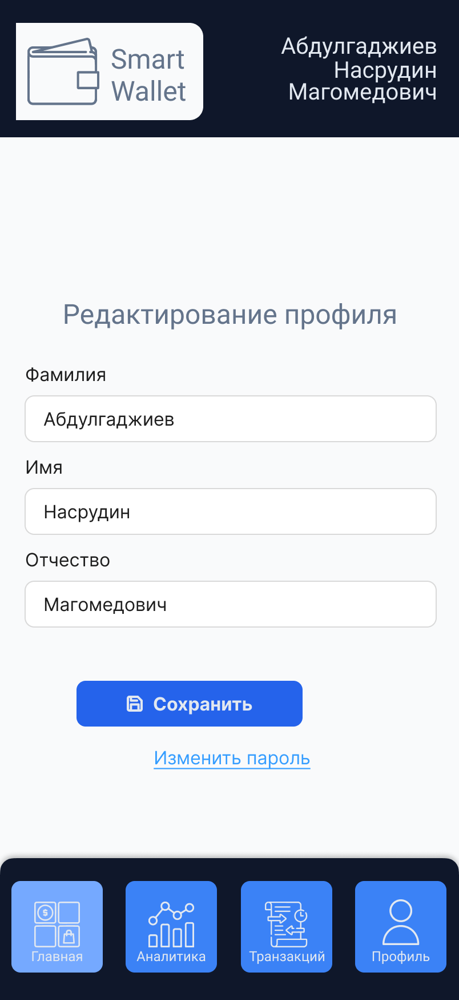 Smart
Wallet
Абдулгаджиев
Насрудин
Магомедович
Редактирование профиля
Фамилия
Абдулгаджиев
Имя
Насрудин
Отчество
Магомедович
Сохранить
Изменить пароль
$
Главная
Аналитика
Транзакций
Профиль